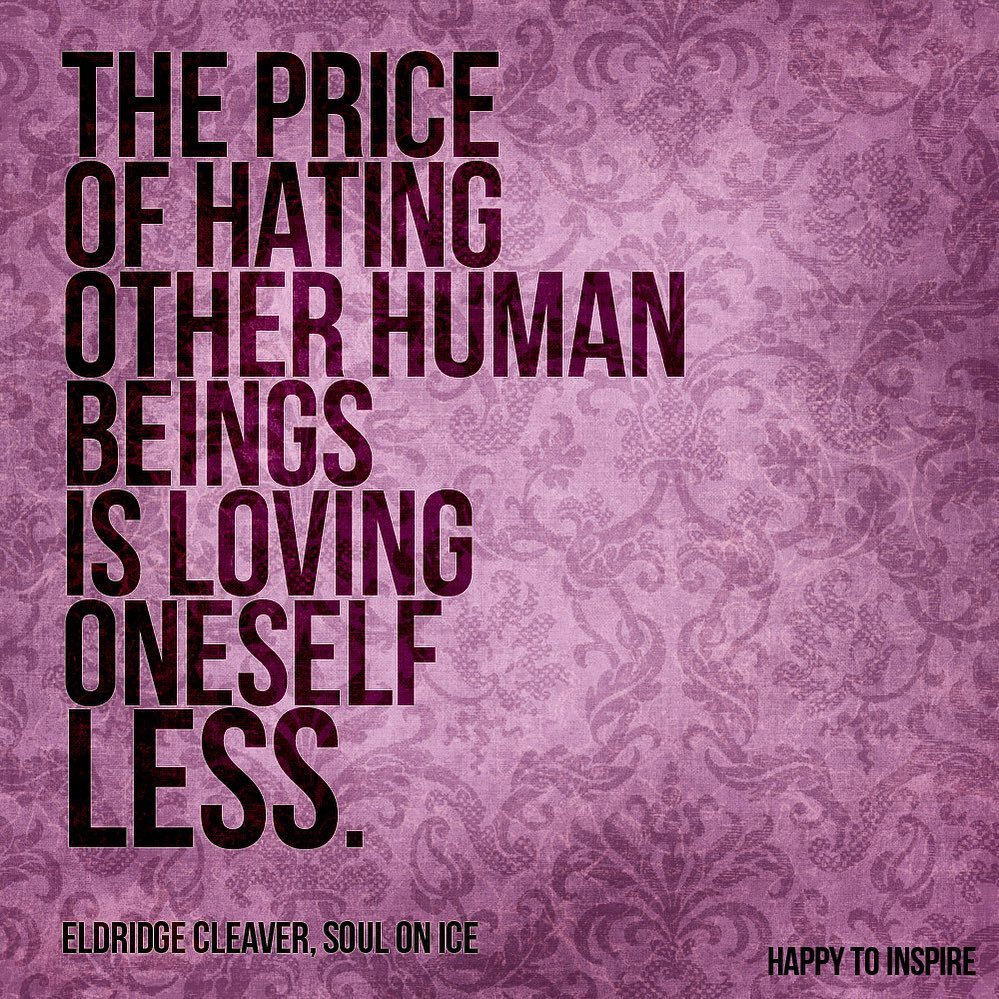 THE PRICE
OF HATING
OTHER HUMAN
BEINGS
IS LOVING
ONESELF
LESS.
ELDRIDGE CLEAVER, SOUL ON ICE
HAPPY TO INSPIRE